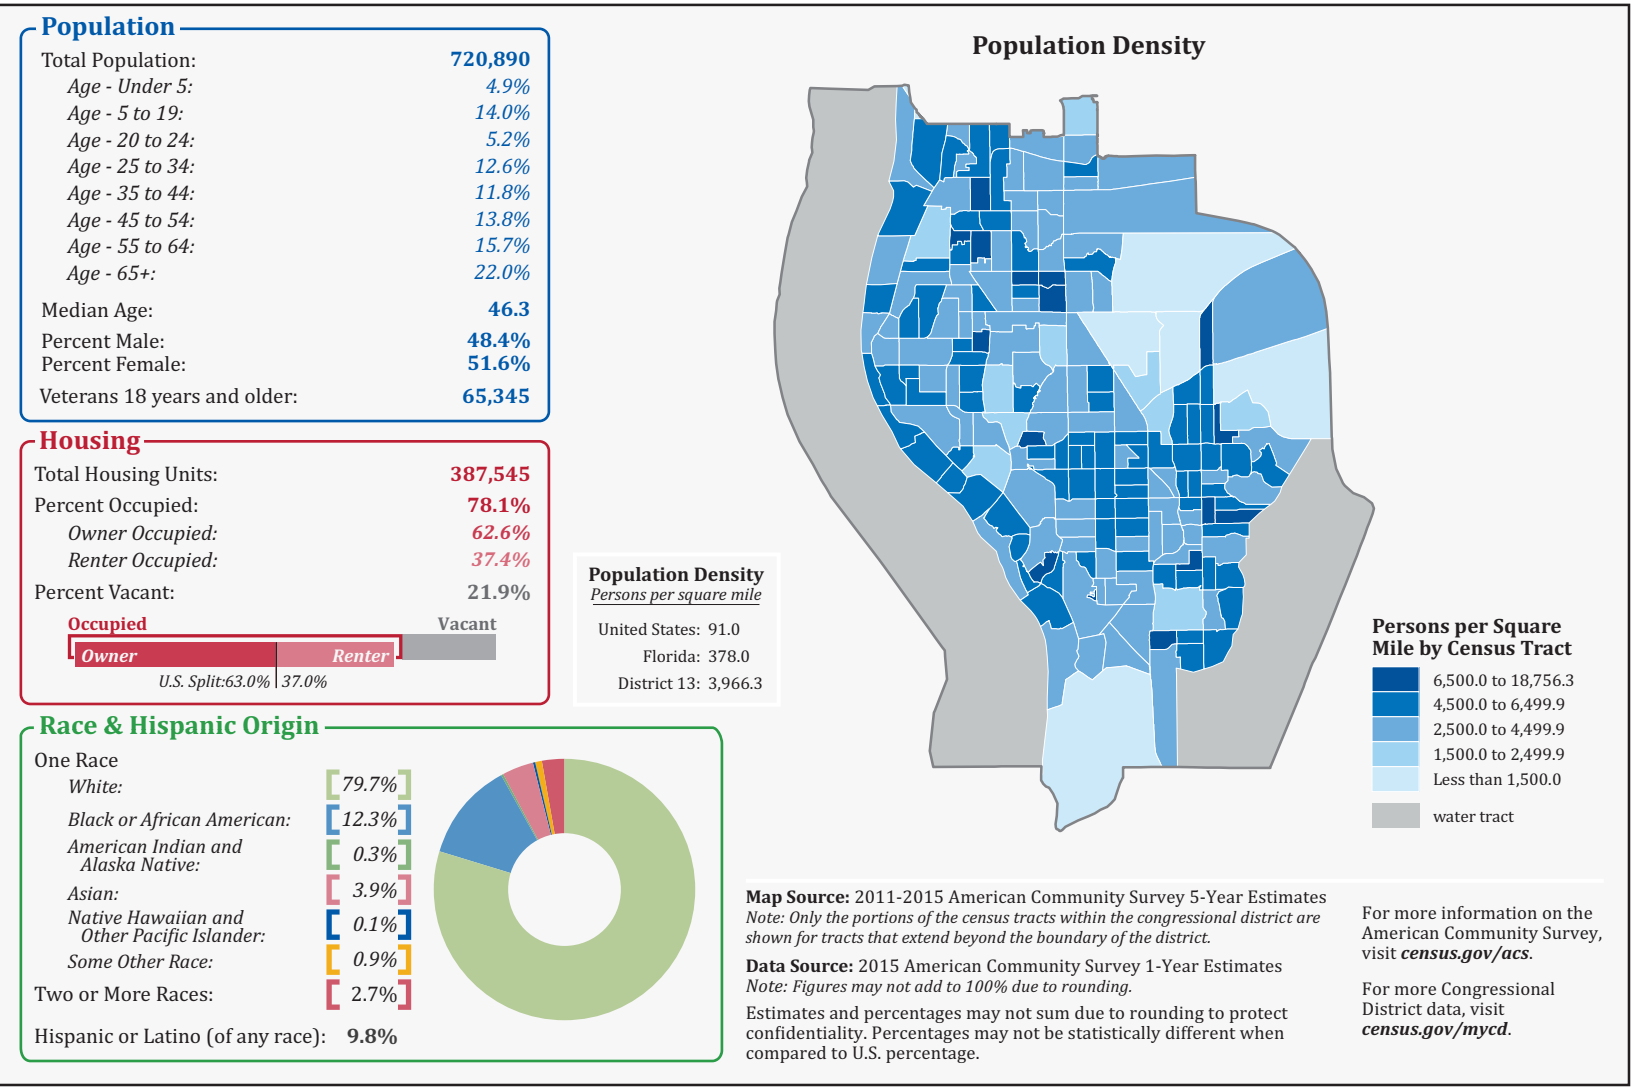 Population
Total Population: 720,890
Age - Under 5: 4.9%
Age - 5 to 19: 14.0%
Age - 20 to 24: 5.2%
Age - 25 to 34: 12.6%
Age - 35 to 44: 11.8%
Age - 45 to 54: 13.8%
Age - 55 to 64: 15.7%
Age - 65+: 22.0%
Median Age: 46.3
Percent Male: 48.4%
Percent Female: 51.6%
Veterans 18 years and older: 65,345
Housing
Total Housing Units: 387,545
Percent Occupied: 78.1%
Owner Occupied: 62.6%
Renter Occupied: 37.4%
Percent Vacant: 21.9%
Occupied Vacant
Owner Renter
U.S. Split:63.0% 37.0%
Population Density
Persons per square mile
United States: 91.0
Florida: 378.0
District 13: 3,966.3
Race & Hispanic Origin
One Race
White: 79.7%
Black or African American: 12.3%
American Indian and
Alaska Native: 0.3%
Asian: 3.9%
Native Hawaiian and
Other Pacific Islander: 0.1%
Some Other Race: 0.9%
Two or More Races: 2.7%
Hispanic or Latino (of any race): 9.8%
Population Density
Persons per Square
Mile by Census Tract
6,500.0 to 18,756.3
4,500.0 to 6,499.9
2,500.0 to 4,499.9
1,500.0 to 2,499.9
Less than 1,500.0
water tract
Map Source: 2011-2015 American Community Survey 5-Year Estimates
Note: Only the portions of the census tracts within the congressional district are
shown for tracts that extend beyond the boundary of the district.
Data Source: 2015 American Community Survey 1-Year Estimates
Note: Figures may not add to 100% due to rounding.
Estimates and percentages may not sum due to rounding to protect
confidentiality. Percentages may not be statistically different when
compared to U.S. percentage.
For more information on the
American Community Survey,
visit census.gov/acs.
For more Congressional
District data, visit
census.gov/mycd.